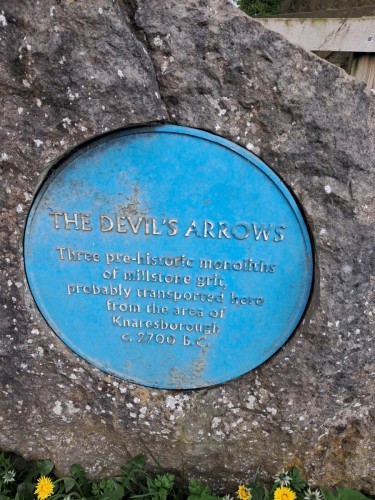 THE DEVIL'S ARROWS
Three pre-historic monoliths
of millstone grit,
probably transported here
from the area of
Knaresborough
c. 2700 B.C.